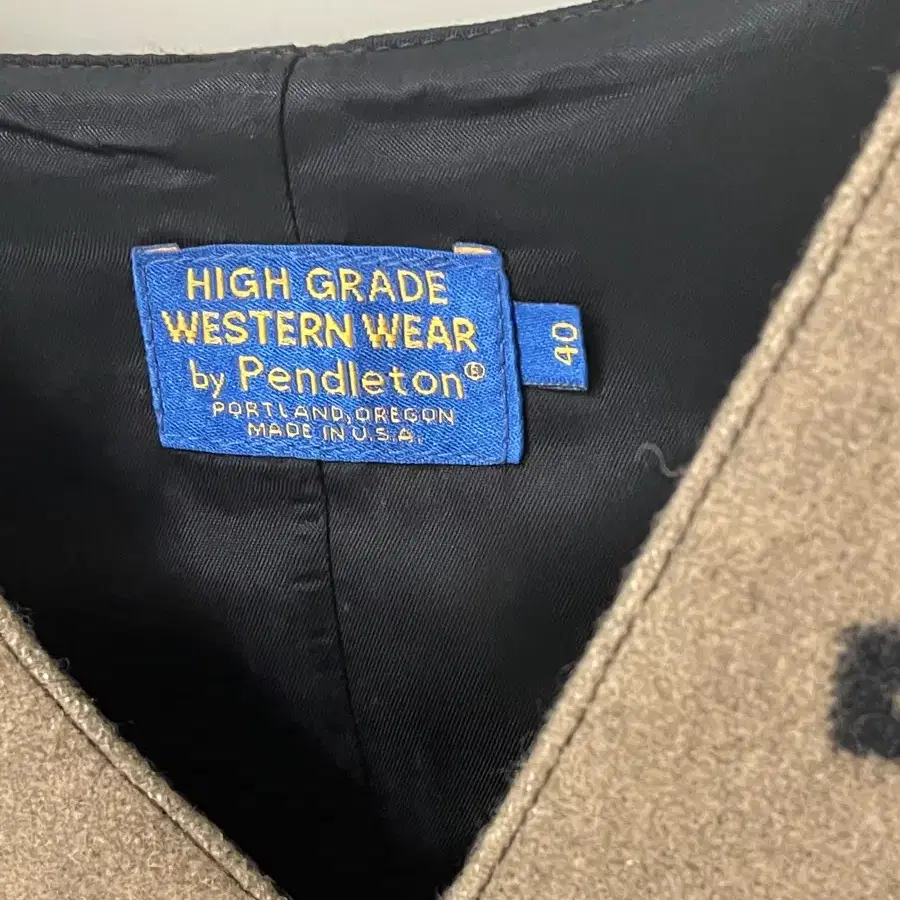 HIGH GRADE
WESTERN WEAR
by Pendleton®
PORTLAND, OREGON
MADE IN U.S.A.
40